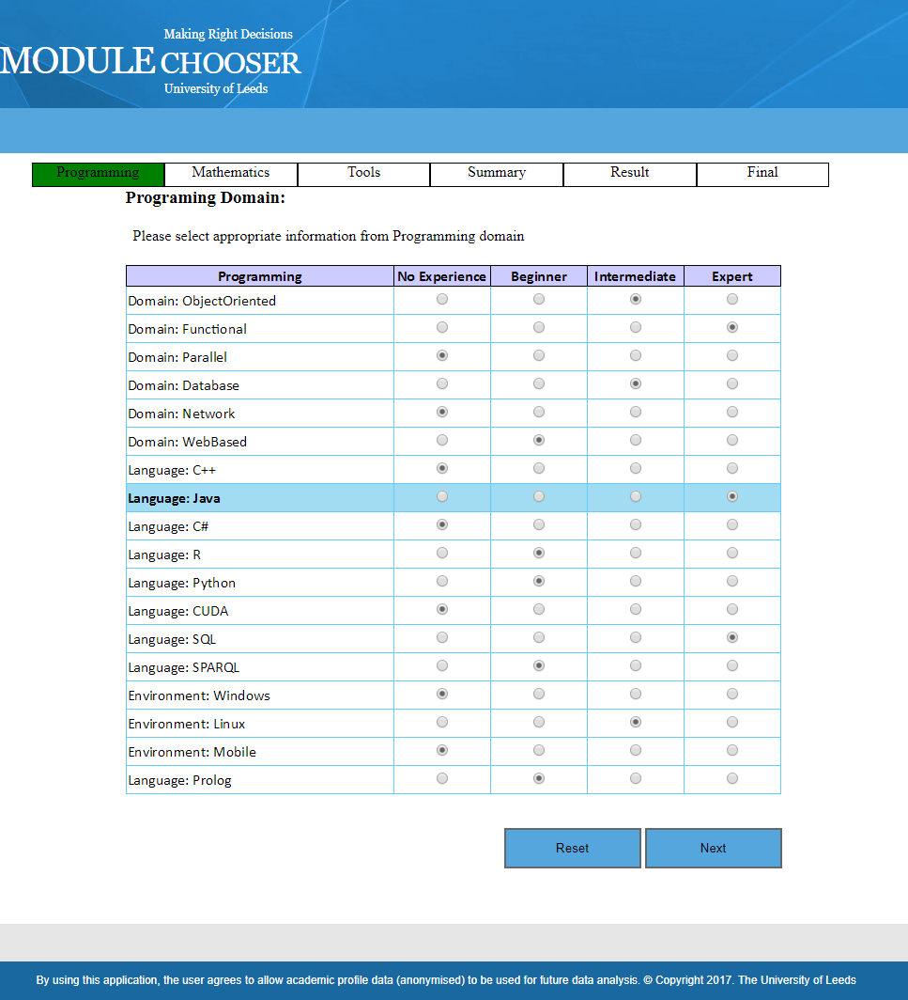 Making Right Decisions
MODULE CHOOSER
University of Leeds
Programming Mathematics Tools Summary Result Final
Programing Domain:
Please select appropriate information from Programming domain
Programming No Experience Beginner Intermediate Expert
Domain: ObjectOriented
Domain: Functional
Domain: Parallel
Domain: Database
Domain: Network
Domain: WebBased
Language: C++
Language: Java
Language: C#
Language: R
Language: Python
Language: CUDA
Language: SQL
Language: SPARQL
Environment: Windows
Environment: Linux
Environment: Mobile
Language: Prolog
Reset Next
By using this application, the user agrees to allow academic profile data (anonymised) to be used for future data analysis. © Copyright 2017. The University of Leeds